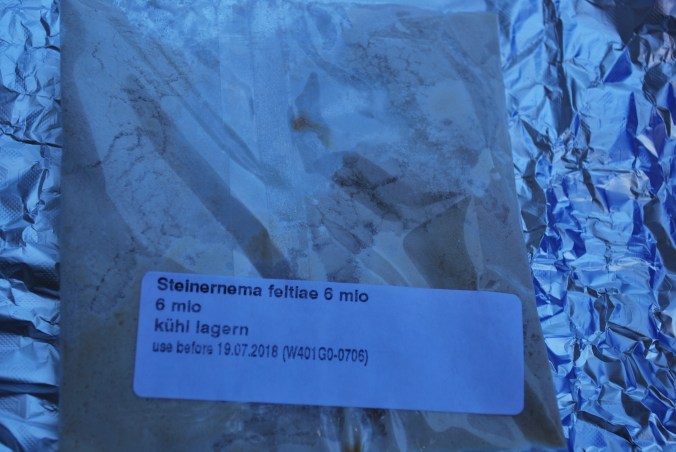 Steinernema feltiae 6 mio
6 mio
kühl lagern
use before 19.07.2018 (W401G0-0706)